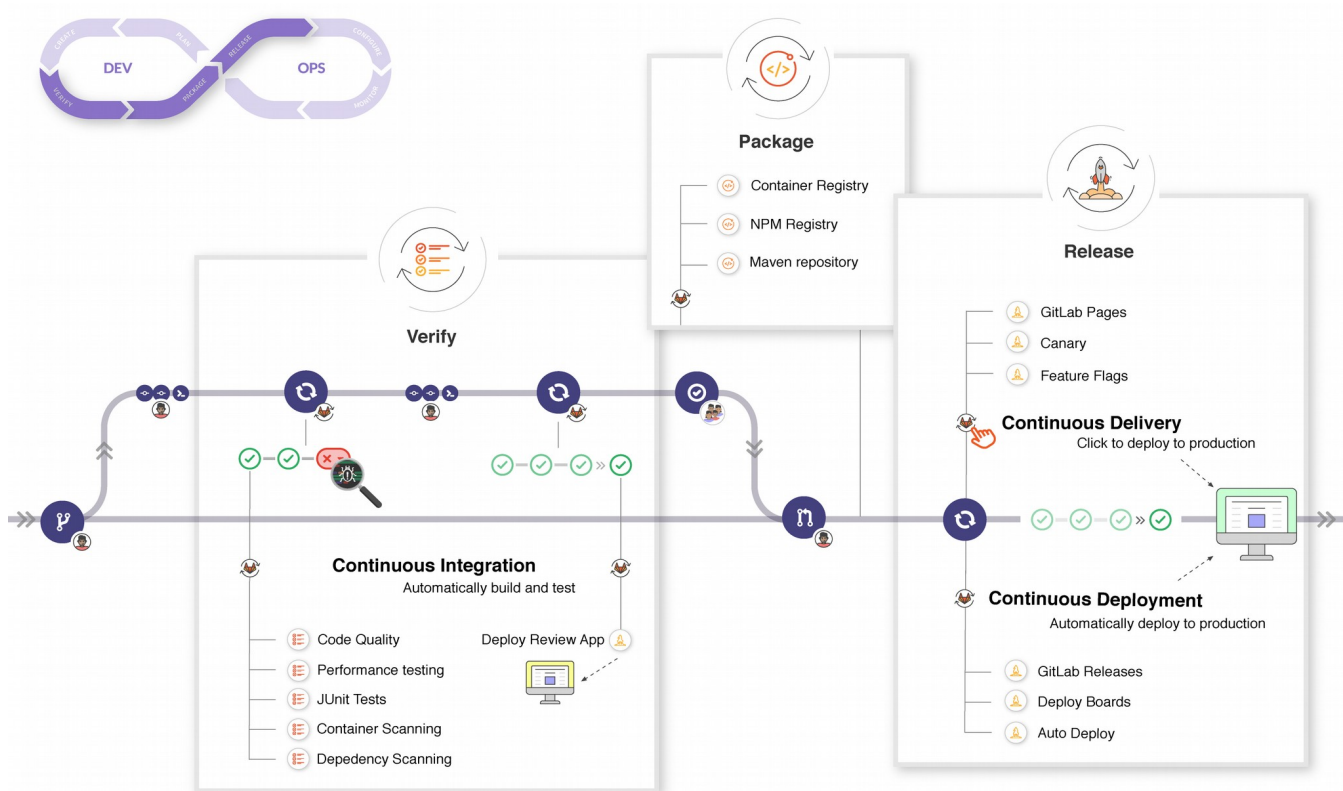 CREATE
PLAN
RELEASE
CONFIGURE
DEV
OPS
VERIFY
PACKAGE
MONITOR
Package
Container Registry
NPM Registry
Maven repository
Release
GitLab Pages
Canary
Feature Flags
Continuous Delivery
Click to deploy to production
Verify
Continuous Integration
Automatically build and test
Code Quality
Performance testing
JUnit Tests
Container Scanning
Depedency Scanning
Deploy Review App
Continuous Deployment
Automatically deploy to production
GitLab Releases
Deploy Boards
Auto Deploy